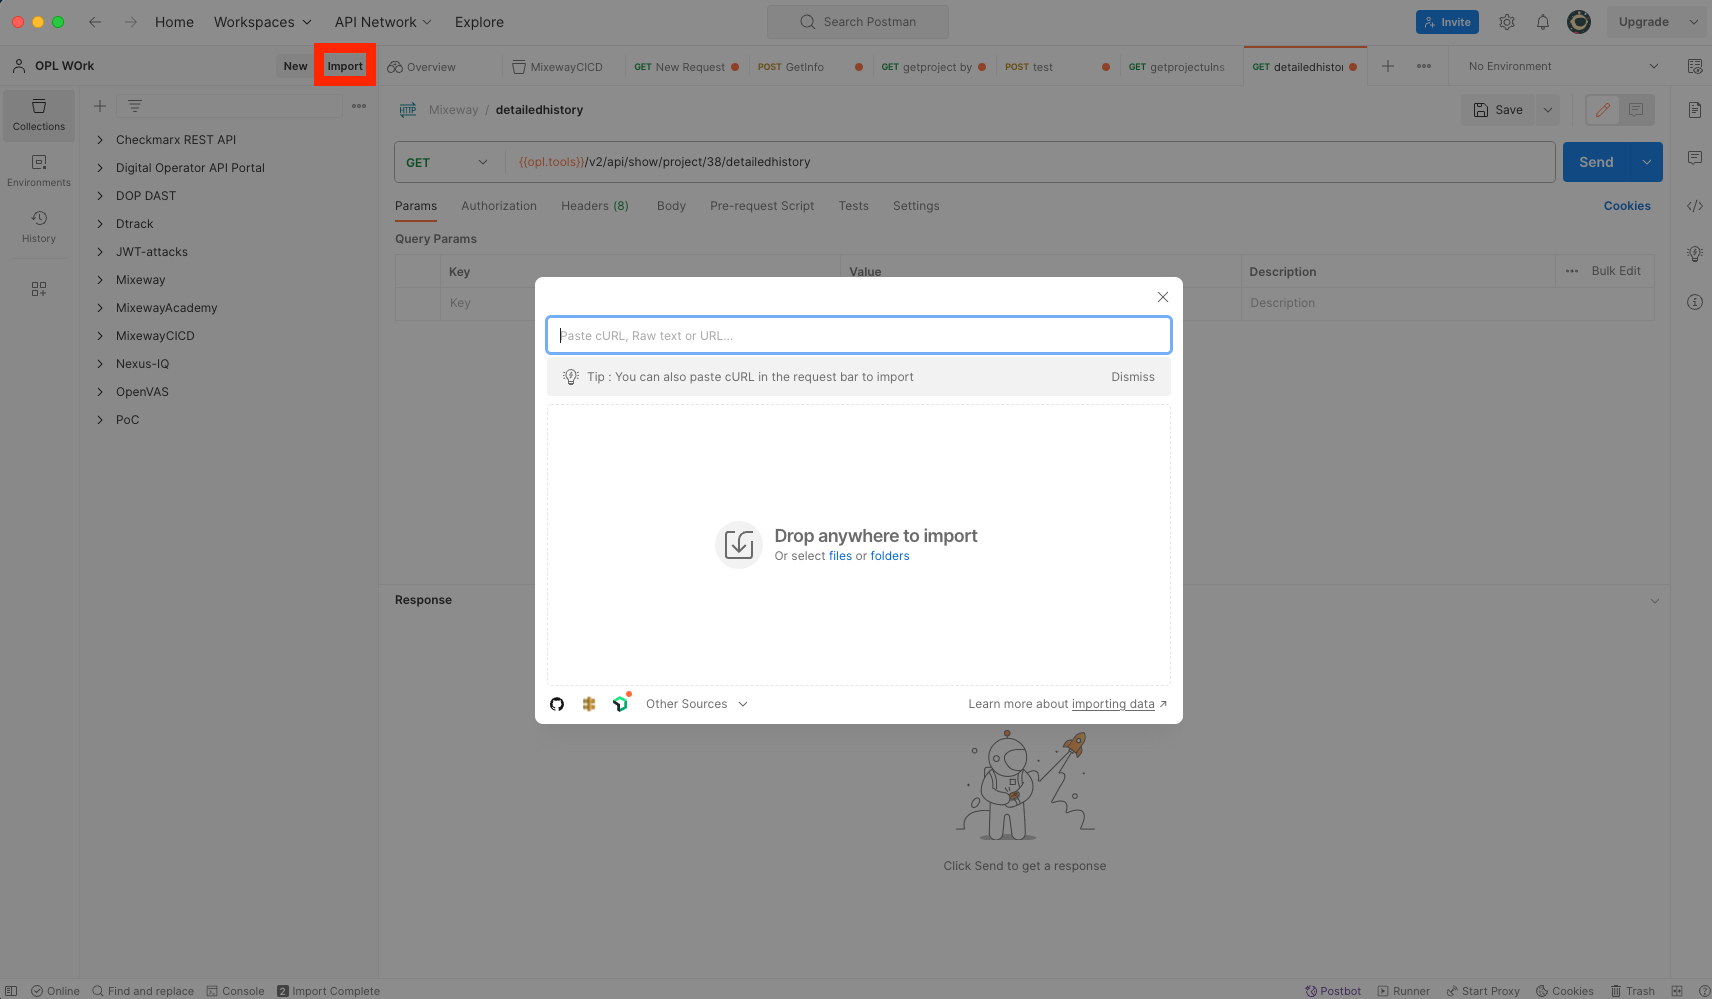 Home Workspaces API Network Explore Search Postman Invite Upgrade
OPL WOrk New Import Overview MixewayCICD GET New Request POST GetInfo GET getproject by POST test GET getprojectuIns GET detailedhistor No Environment
Collections
Environments
History
Checkmarx REST API
Digital Operator API Portal
DOP DAST
Dtrack
JWT-attacks
Mixeway
MixewayAcademy
MixewayCICD
Nexus-IQ
OpenVAS
PoC
HTTP Mixeway / detailedhistory Save
GET {{opl.tools}}/v2/api/show/project/38/detailedhistory Send
Params Authorization Headers (8) Body Pre-request Script Tests Settings Cookies
Query Params
Key Value Description Bulk Edit
Key Description
Paste cURL, Raw text or URL...
Tip : You can also paste cURL in the request bar to import Dismiss
Drop anywhere to import
Or select files or folders
Other Sources Learn more about importing data
Response
Click Send to get a response
Online Find and replace Console 2 Import Complete Postbot Runner Start Proxy Cookies Trash